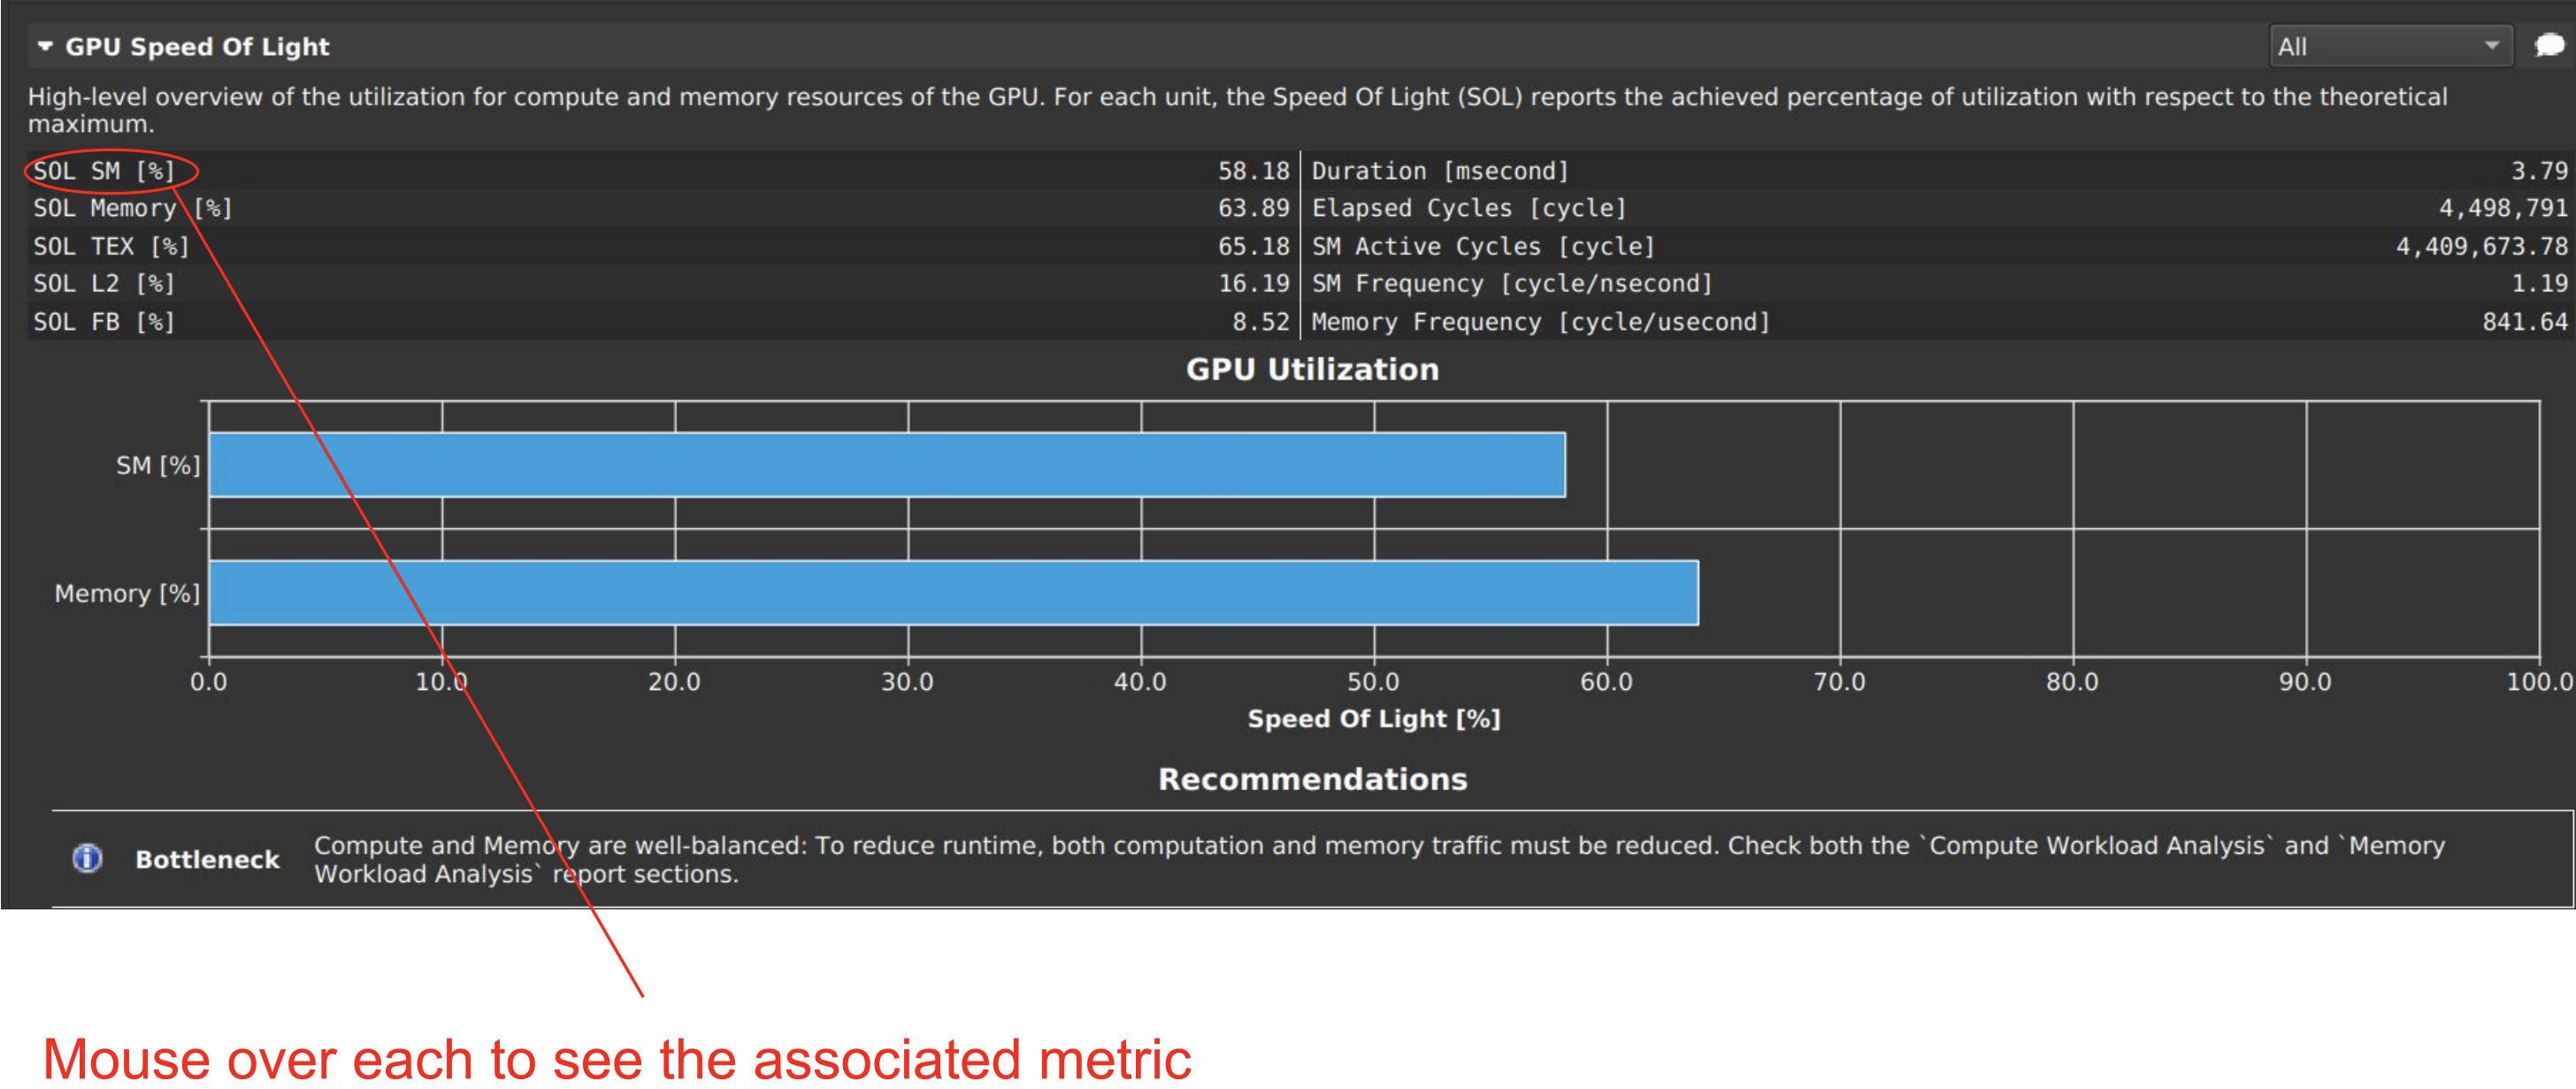 GPU Speed Of Light
All
High-level overview of the utilization for compute and memory resources of the GPU. For each unit, the Speed Of Light (SOL) reports the achieved percentage of utilization with respect to the theoretical
maximum.
SOL SM [%] 58.18 Duration [msecond] 3.79
SOL Memory [%] 63.89 Elapsed Cycles [cycle] 4,498,791
SOL TEX [%] 65.18 SM Active Cycles [cycle] 4,409,673.78
SOL L2 [%] 16.19 SM Frequency [cycle/nsecond] 1.19
SOL FB [%] 8.52 Memory Frequency [cycle/usecond] 841.64
GPU Utilization
SM [%]
Memory [%]
0.0 10.0 20.0 30.0 40.0 50.0 60.0 70.0 80.0 90.0 100.0
Speed Of Light [%]
Recommendations
Bottleneck
Compute and Memory are well-balanced: To reduce runtime, both computation and memory traffic must be reduced. Check both the `Compute Workload Analysis` and `Memory
Workload Analysis` report sections.
Mouse over each to see the associated metric